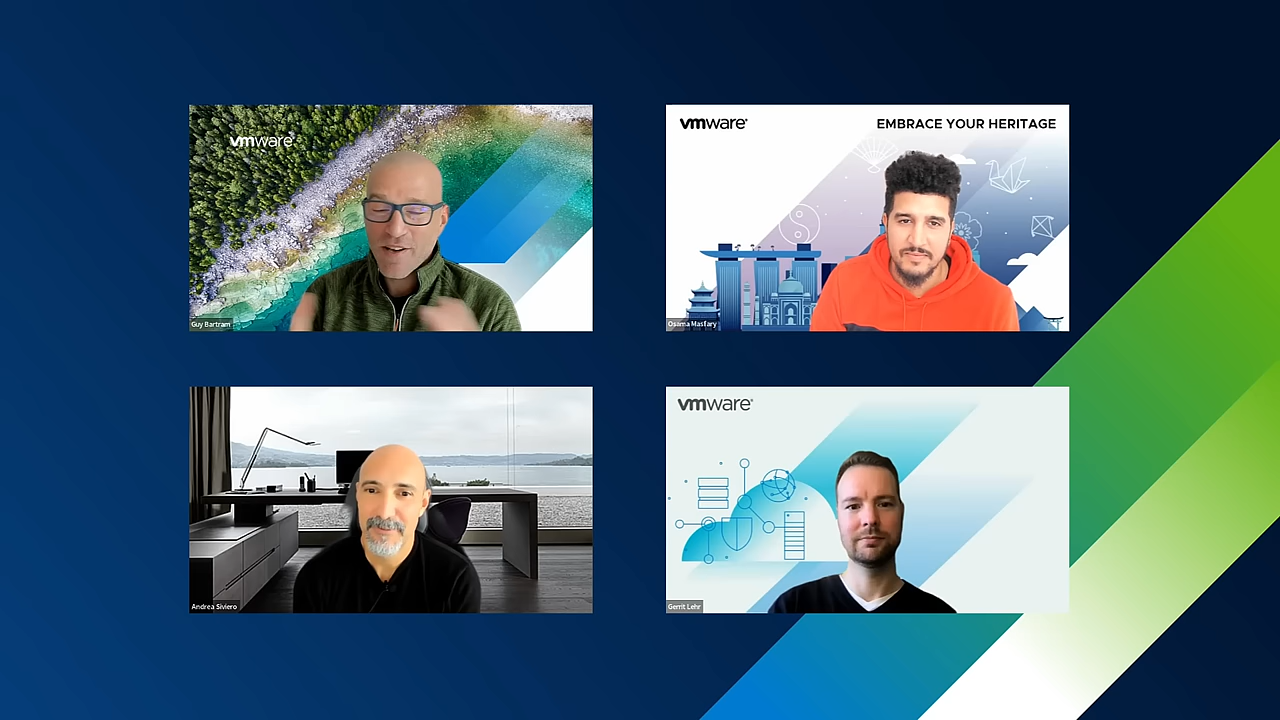 vmware®
Guy Bartram
vmware®
EMBRACE YOUR HERITAGE
Osama Masfary
Andrea Siviero
vmware®
Gerrit Lehr